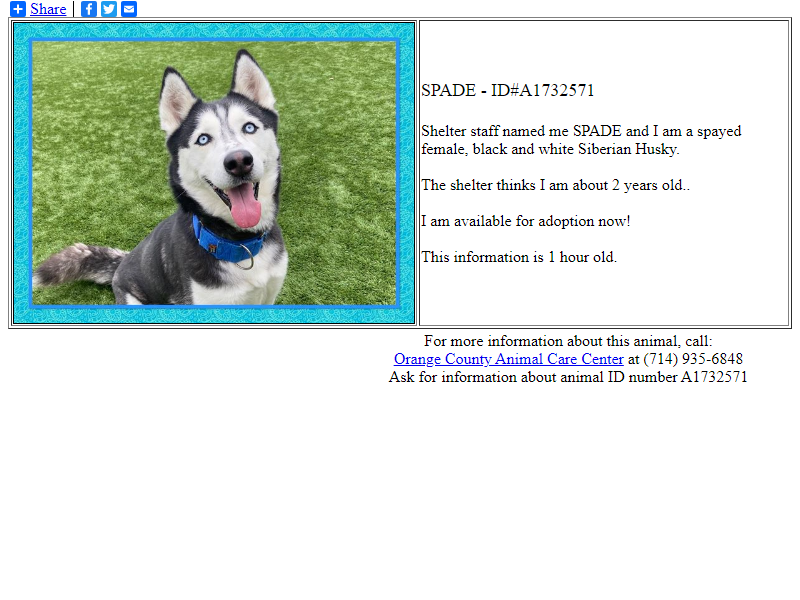 Share |
SPADE - ID#A1732571
Shelter staff named me SPADE and I am a spayed
female, black and white Siberian Husky.
The shelter thinks I am about 2 years old..
I am available for adoption now!
This information is 1 hour old.
For more information about this animal, call:
Orange County Animal Care Center at (714) 935-6848
Ask for information about animal ID number A1732571